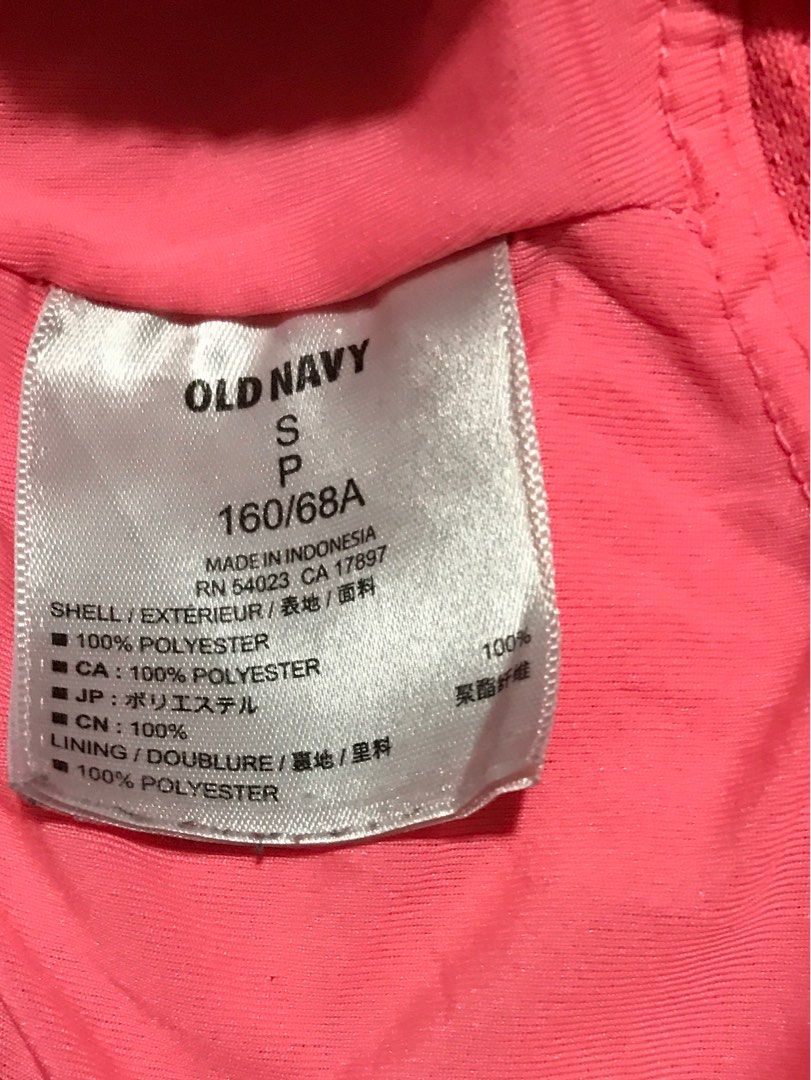 OLD NAVY
S
P
160/68A
MADE IN INDONESIA
RN 54023 CA 17897
SHELL / EXTÉRIEUR / 表地 / 面料
■ 100% POLYESTER
■ CA : 100% POLYESTER
■ JP : ポリエステル 100%
■ CN : 100% 聚酯纤维
LINING / DOUBLURE / 裏地 / 里料
■ 100% POLYESTER